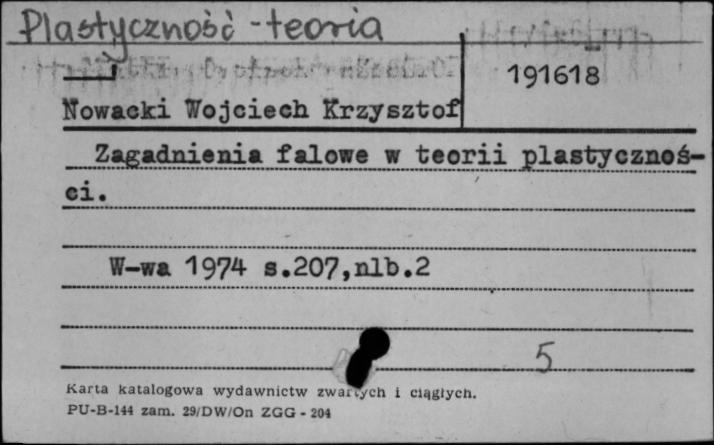 Plastyczność - teoria
191618
Nowacki Wojciech Krzysztof
Zagadnienia falowe w teorii plastycznoś-
ci.
W-wa 1974 s.207,nlb.2
5
Karta katalogowa wydawnictw zwartych i ciągłych.
PU-B-144 zam. 29/DW/On ZGG - 204